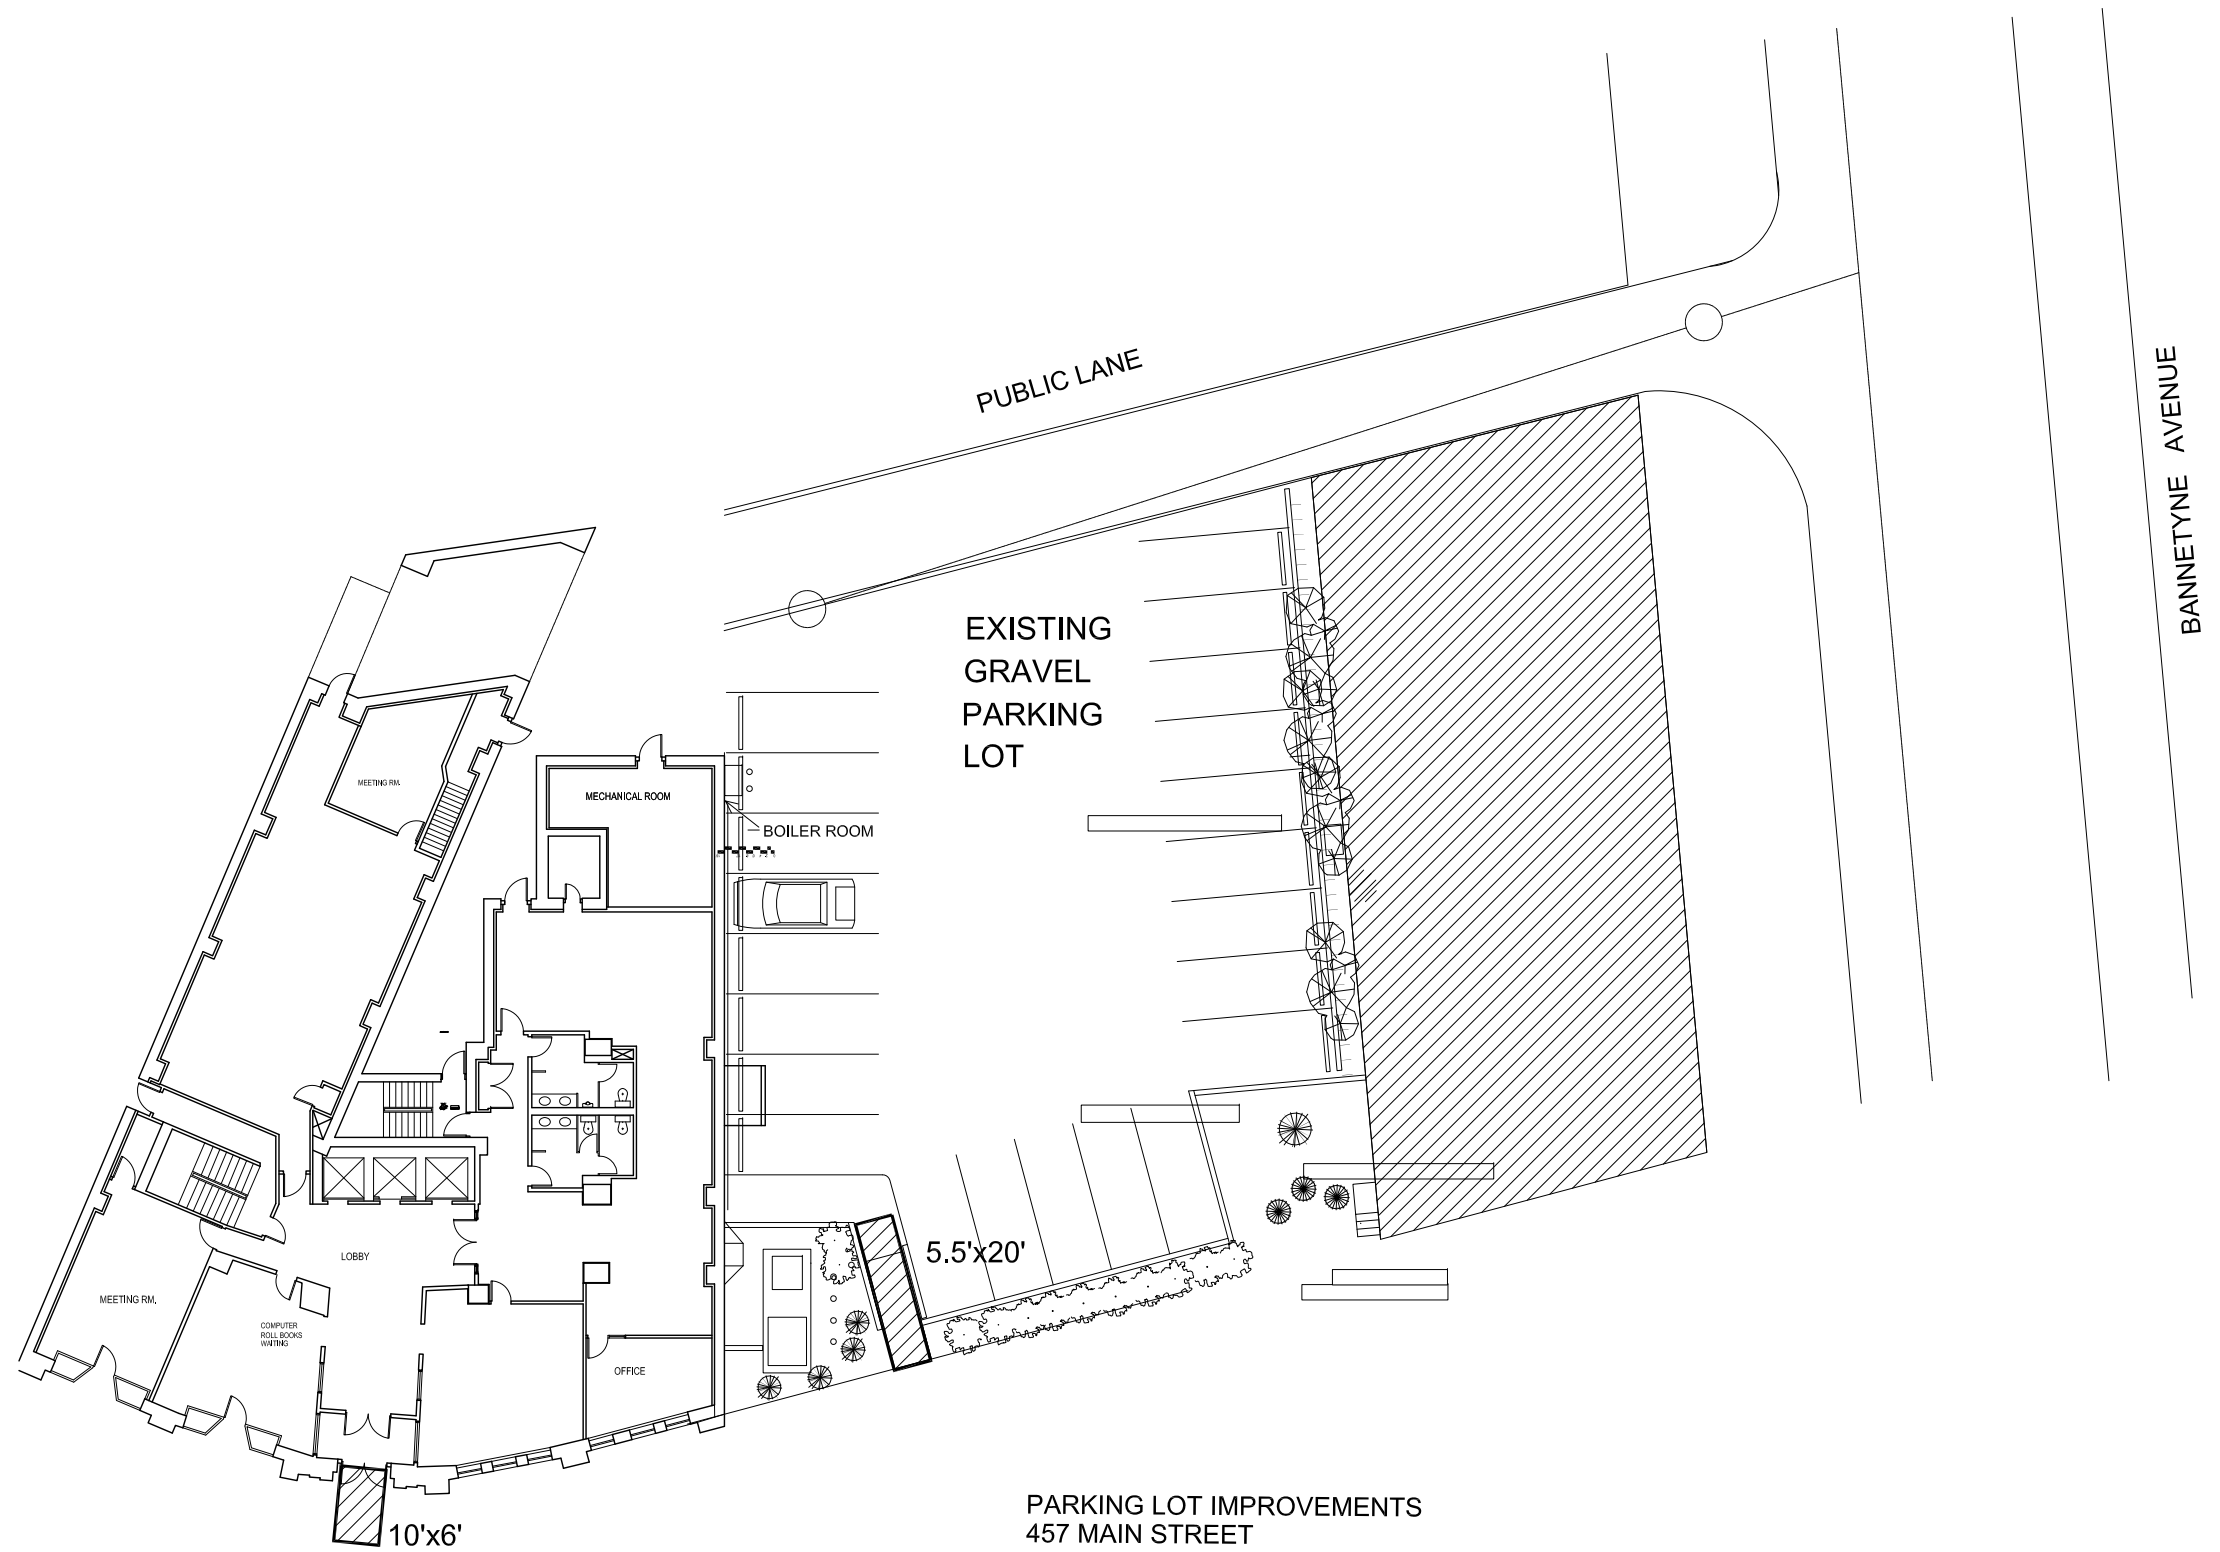 PUBLIC LANE
BANNETYNE AVENUE
EXISTING
GRAVEL
PARKING
LOT
MEETING RM.
MECHANICAL ROOM
BOILER ROOM
5.5'x20'
LOBBY
MEETING RM.
COMPUTER
ROLL BOOKS
WAITING
OFFICE
10'x6'
PARKING LOT IMPROVEMENTS
457 MAIN STREET